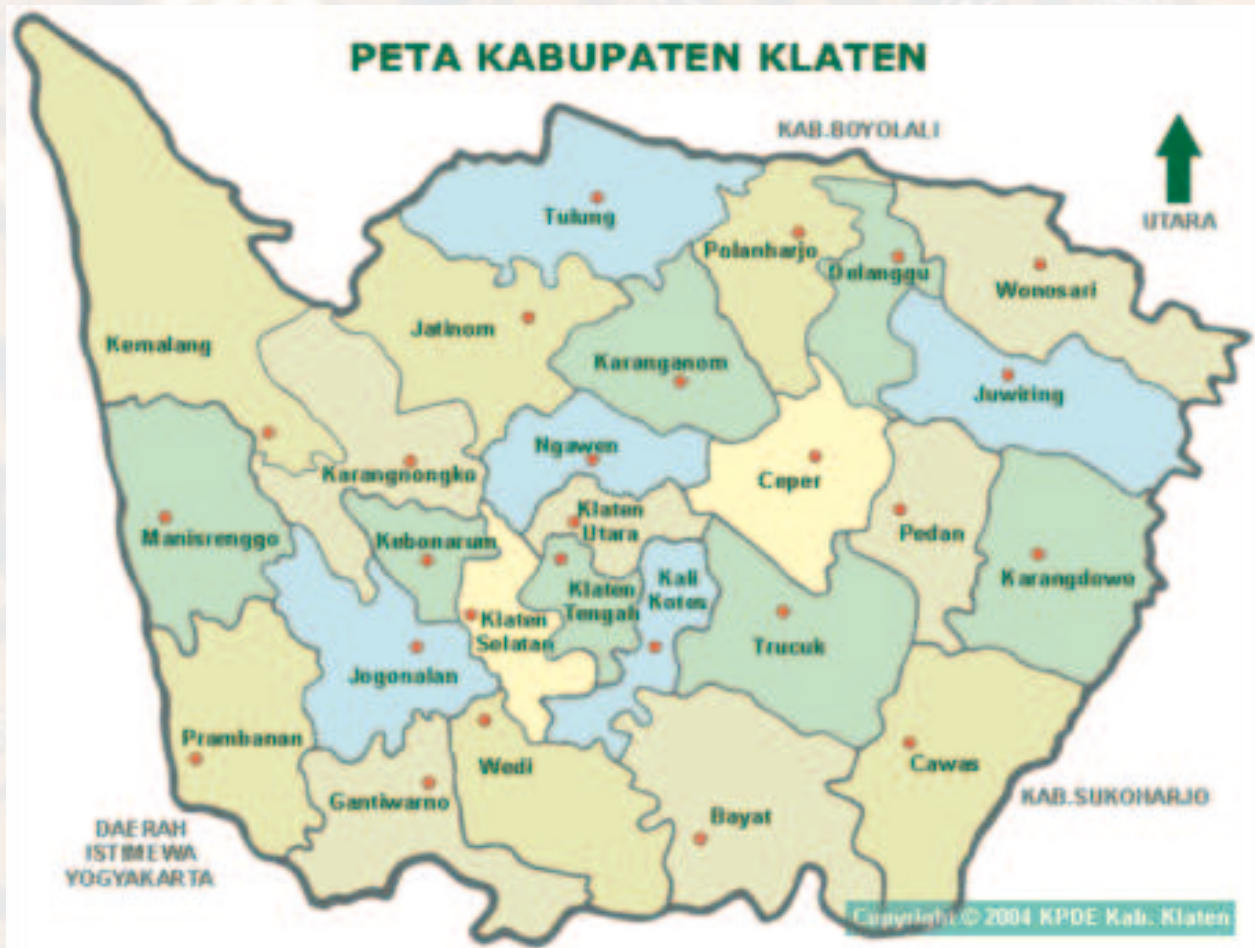 PETA KABUPATEN KLATEN
KAB.BOYOLALI
UTARA
Tulung
Polanharjo
Delanggu
Wonosari
Kemalang
Jatinom
Karanganom
Juwiring
Ngawen
Karangnongko
Ceper
Klaten
Utara
Pedan
Manisrenggo
Kebonarum
Karangdowo
Klaten
Tengah
Kali
Kotes
Klaten
Selatan
Trucuk
Jogonalan
Prambanan
Wedi
Cawas
Gantiwarno
Bayat
KAB.SUKOHARJO
DAERAH
ISTIMEWA
YOGYAKARTA
Copyright © 2004 KPDE Kab. Klaten